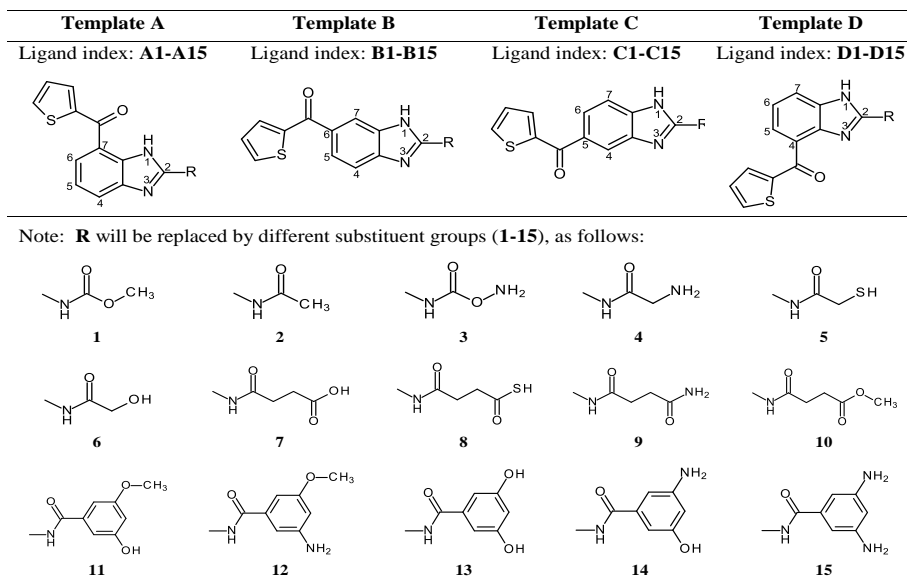 Template A Template B Template C Template D
Ligand index: A1-A15 Ligand index: B1-B15 Ligand index: C1-C15 Ligand index: D1-D15
S O 7 6 5 4 H N 1 2 N 3 R
O S 7 6 5 4 H N 1 2 N 3 R
S O 7 6 5 4 H N 1 2 N 3 R
7 6 5 4 H N 1 2 N 3 R O S
Note: R will be replaced by different substituent groups (1-15), as follows:
N H O O CH3
N H O CH3
N H O O NH2
N H O NH2
N H O SH
1 2 3 4 5
N H O OH
N H O OH O
N H O SH O
N H O NH2 O
N H O O CH3 O
6 7 8 9 10
O NH O CH3 OH
O NH O CH3 NH2
O NH OH OH
O NH NH2 OH
O NH NH2 NH2
11 12 13 14 15